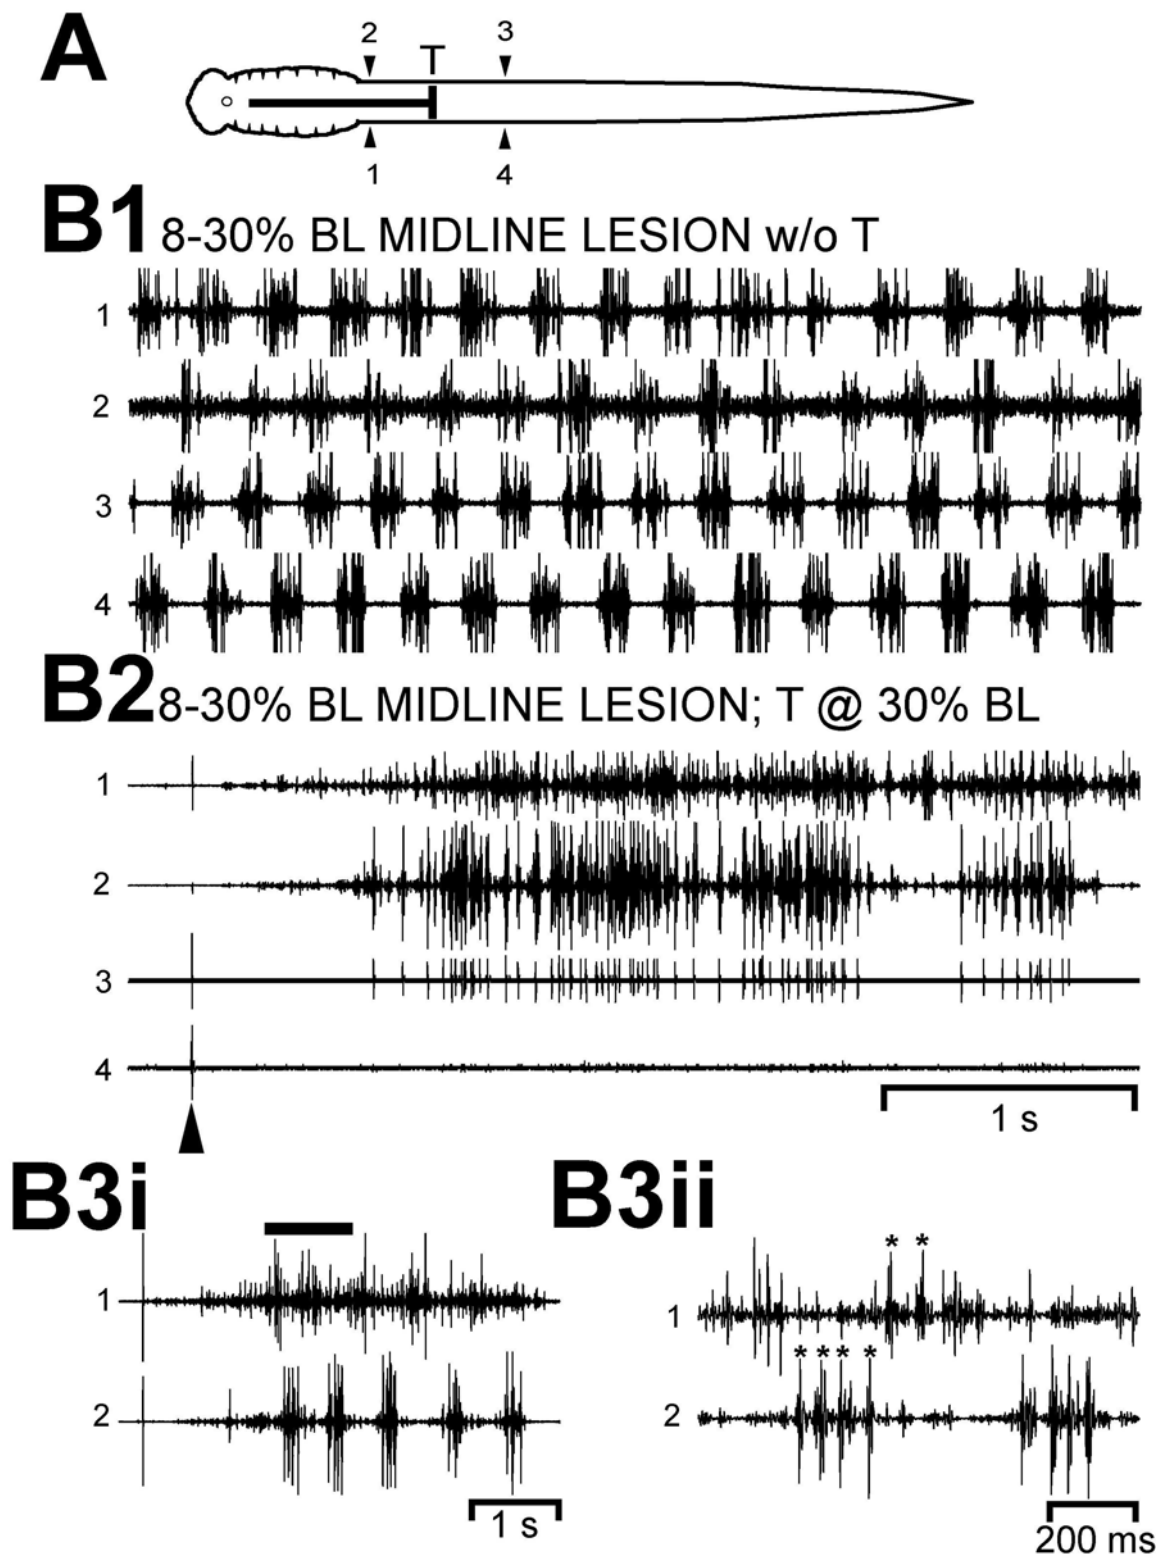 A
2
T
3
1
4
B1 8-30% BL MIDLINE LESION w/o T
1
2
3
4
B2 8-30% BL MIDLINE LESION; T @ 30% BL
1
2
3
4
1 s
B3i
B3ii
1
2
1 s
* *
1
* * * *
2
200 ms